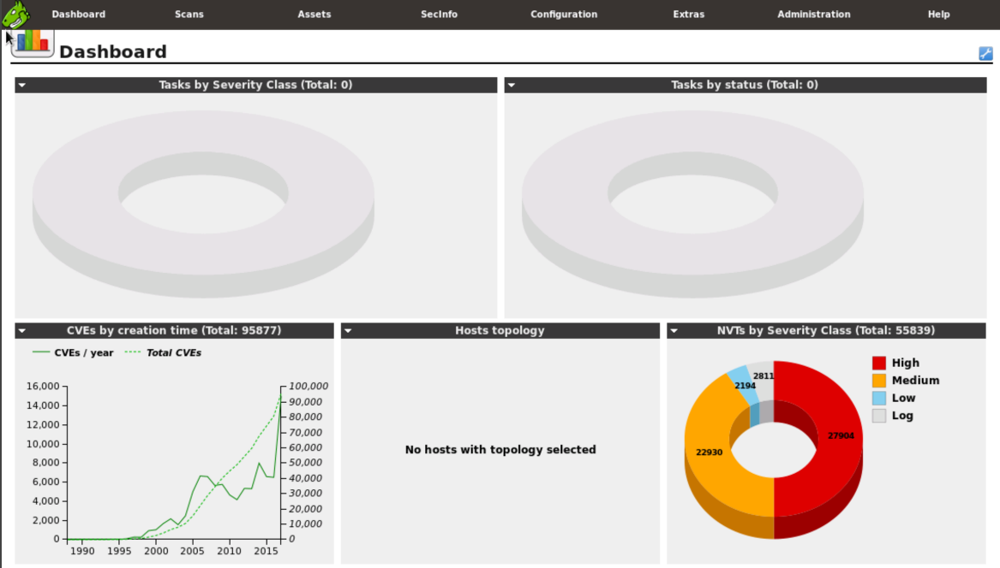 Dashboard Scans Assets SecInfo Configuration Extras Administration Help
Dashboard
Tasks by Severity Class (Total: 0)
Tasks by status (Total: 0)
CVEs by creation time (Total: 95877)
CVEs / year Total CVEs
16,000
14,000
12,000
10,000
8,000
6,000
4,000
2,000
0
100,000
90,000
80,000
70,000
60,000
50,000
40,000
30,000
20,000
10,000
0
1990 1995 2000 2005 2010 2015
Hosts topology
No hosts with topology selected
NVTs by Severity Class (Total: 55839)
2811
2194
27904
22930
High
Medium
Low
Log